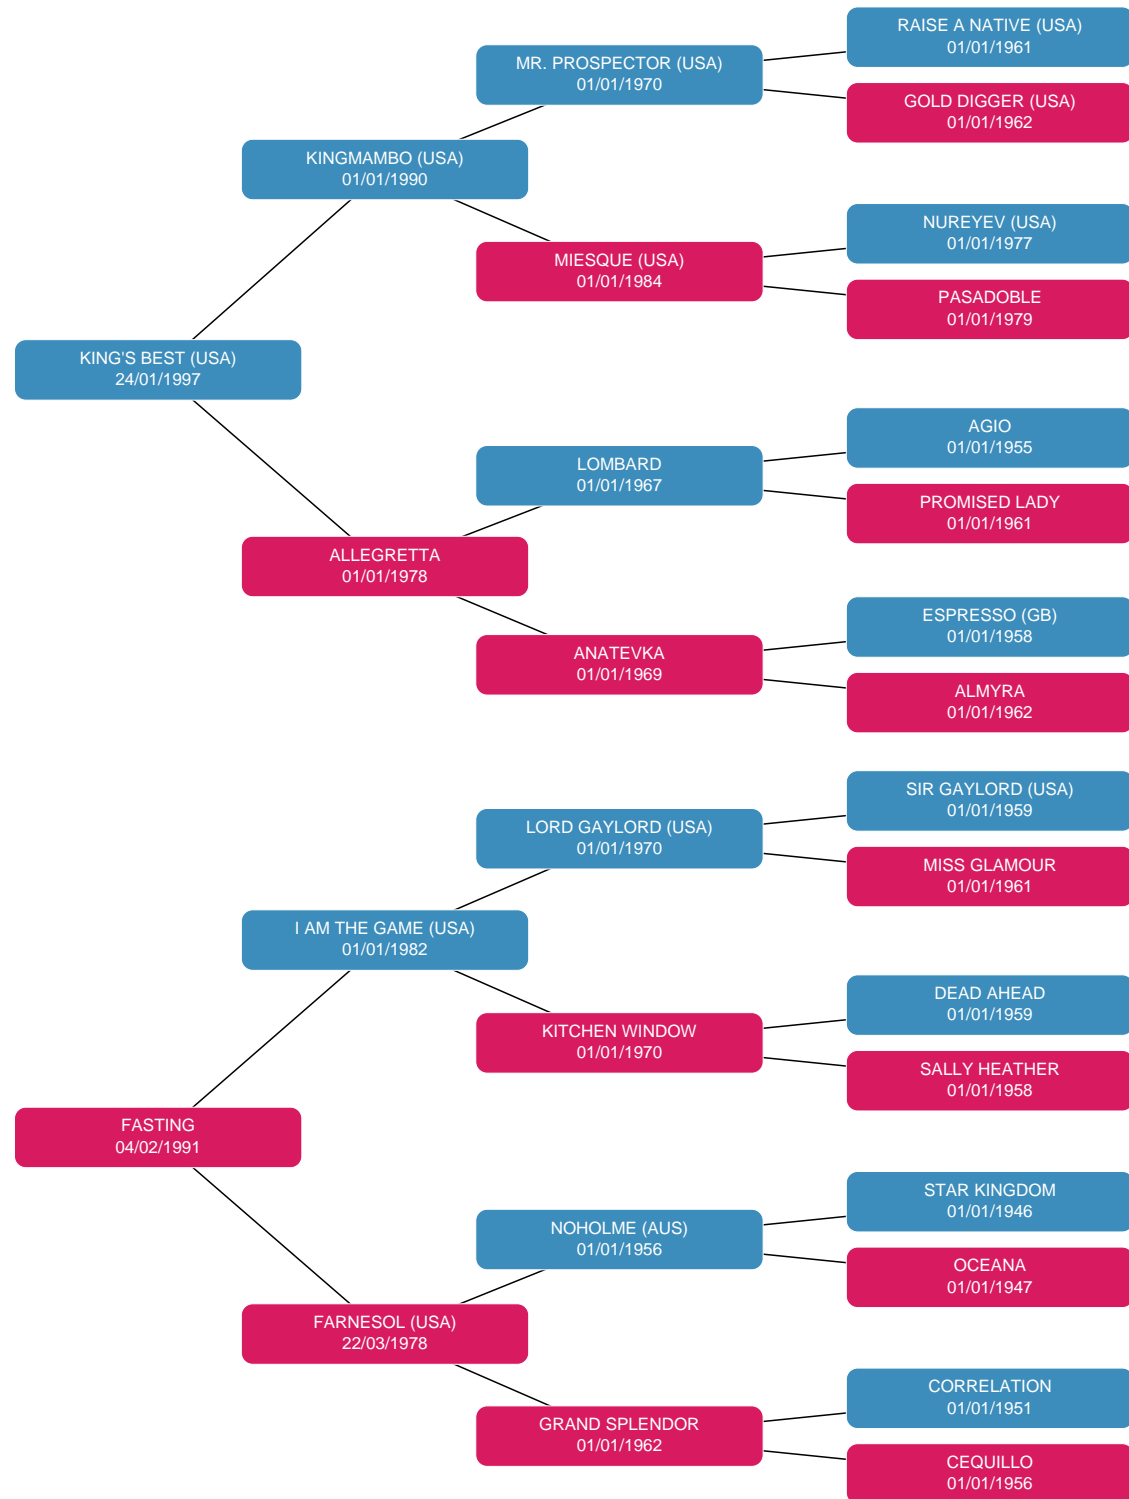 RAISE A NATIVE (USA)
01/01/1961
MR. PROSPECTOR (USA)
01/01/1970
GOLD DIGGER (USA)
01/01/1962
KINGMAMBO (USA)
01/01/1990
NUREYEV (USA)
01/01/1977
MIESQUE (USA)
01/01/1984
PASADOBLE
01/01/1979
KING'S BEST (USA)
24/01/1997
AGIO
01/01/1955
LOMBARD
01/01/1967
PROMISED LADY
01/01/1961
ALLEGRETTA
01/01/1978
ESPRESSO (GB)
01/01/1958
ANATEVKA
01/01/1969
ALMYRA
01/01/1962
SIR GAYLORD (USA)
01/01/1959
LORD GAYLORD (USA)
01/01/1970
MISS GLAMOUR
01/01/1961
I AM THE GAME (USA)
01/01/1982
DEAD AHEAD
01/01/1959
KITCHEN WINDOW
01/01/1970
SALLY HEATHER
01/01/1958
FASTING
04/02/1991
STAR KINGDOM
01/01/1946
NOHOLME (AUS)
01/01/1956
OCEANA
01/01/1947
FARNESOL (USA)
22/03/1978
CORRELATION
01/01/1951
GRAND SPLENDOR
01/01/1962
CEQUILLO
01/01/1956